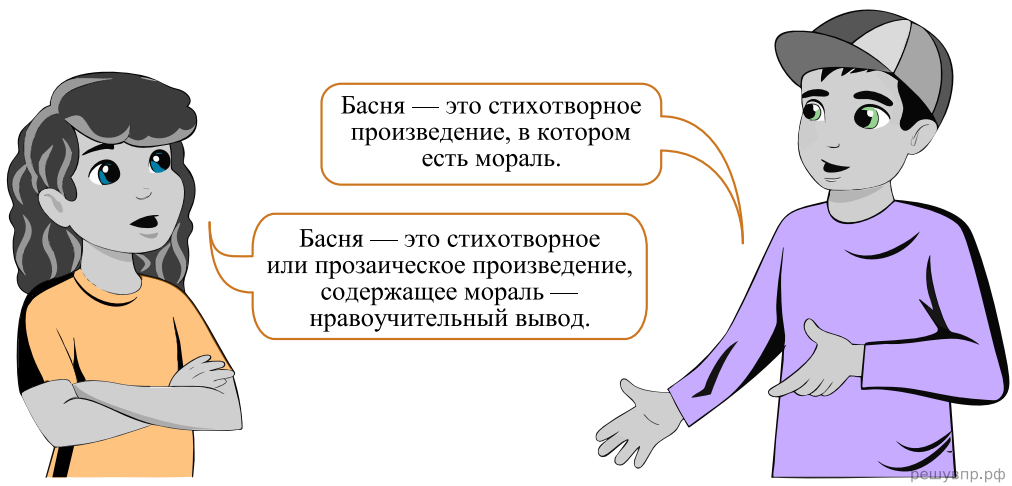 Басня — это стихотворное
произведение, в котором
есть мораль.
Басня — это стихотворное
или прозаическое произведение,
содержащее мораль —
нравоучительный вывод.
решувпр.рф